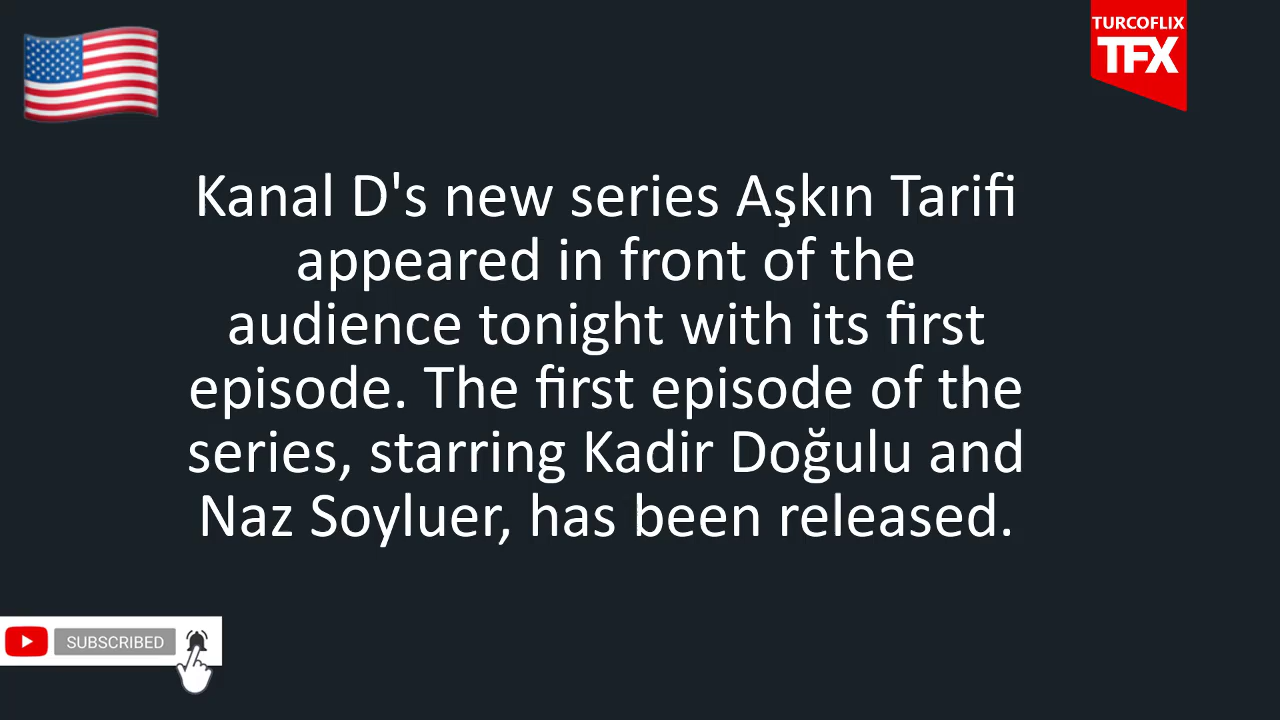 TURCOFLIX
TFX
Kanal D's new series Aşkın Tarifi
appeared in front of the
audience tonight with its first
episode. The first episode of the
series, starring Kadir Doğulu and
Naz Soyluer, has been released.
SUBSCRIBED